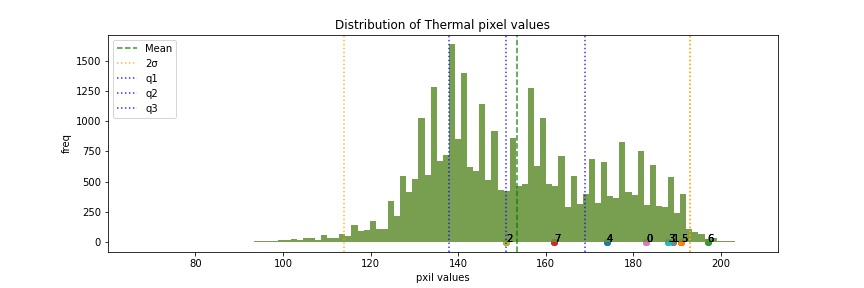 Distribution of Thermal pixel values
Mean
2σ
q1
q2
q3
freq
1500
1250
1000
750
500
250
0
2 7 4 0 3 5 6
80 100 120 140 160 180 200
pxil values